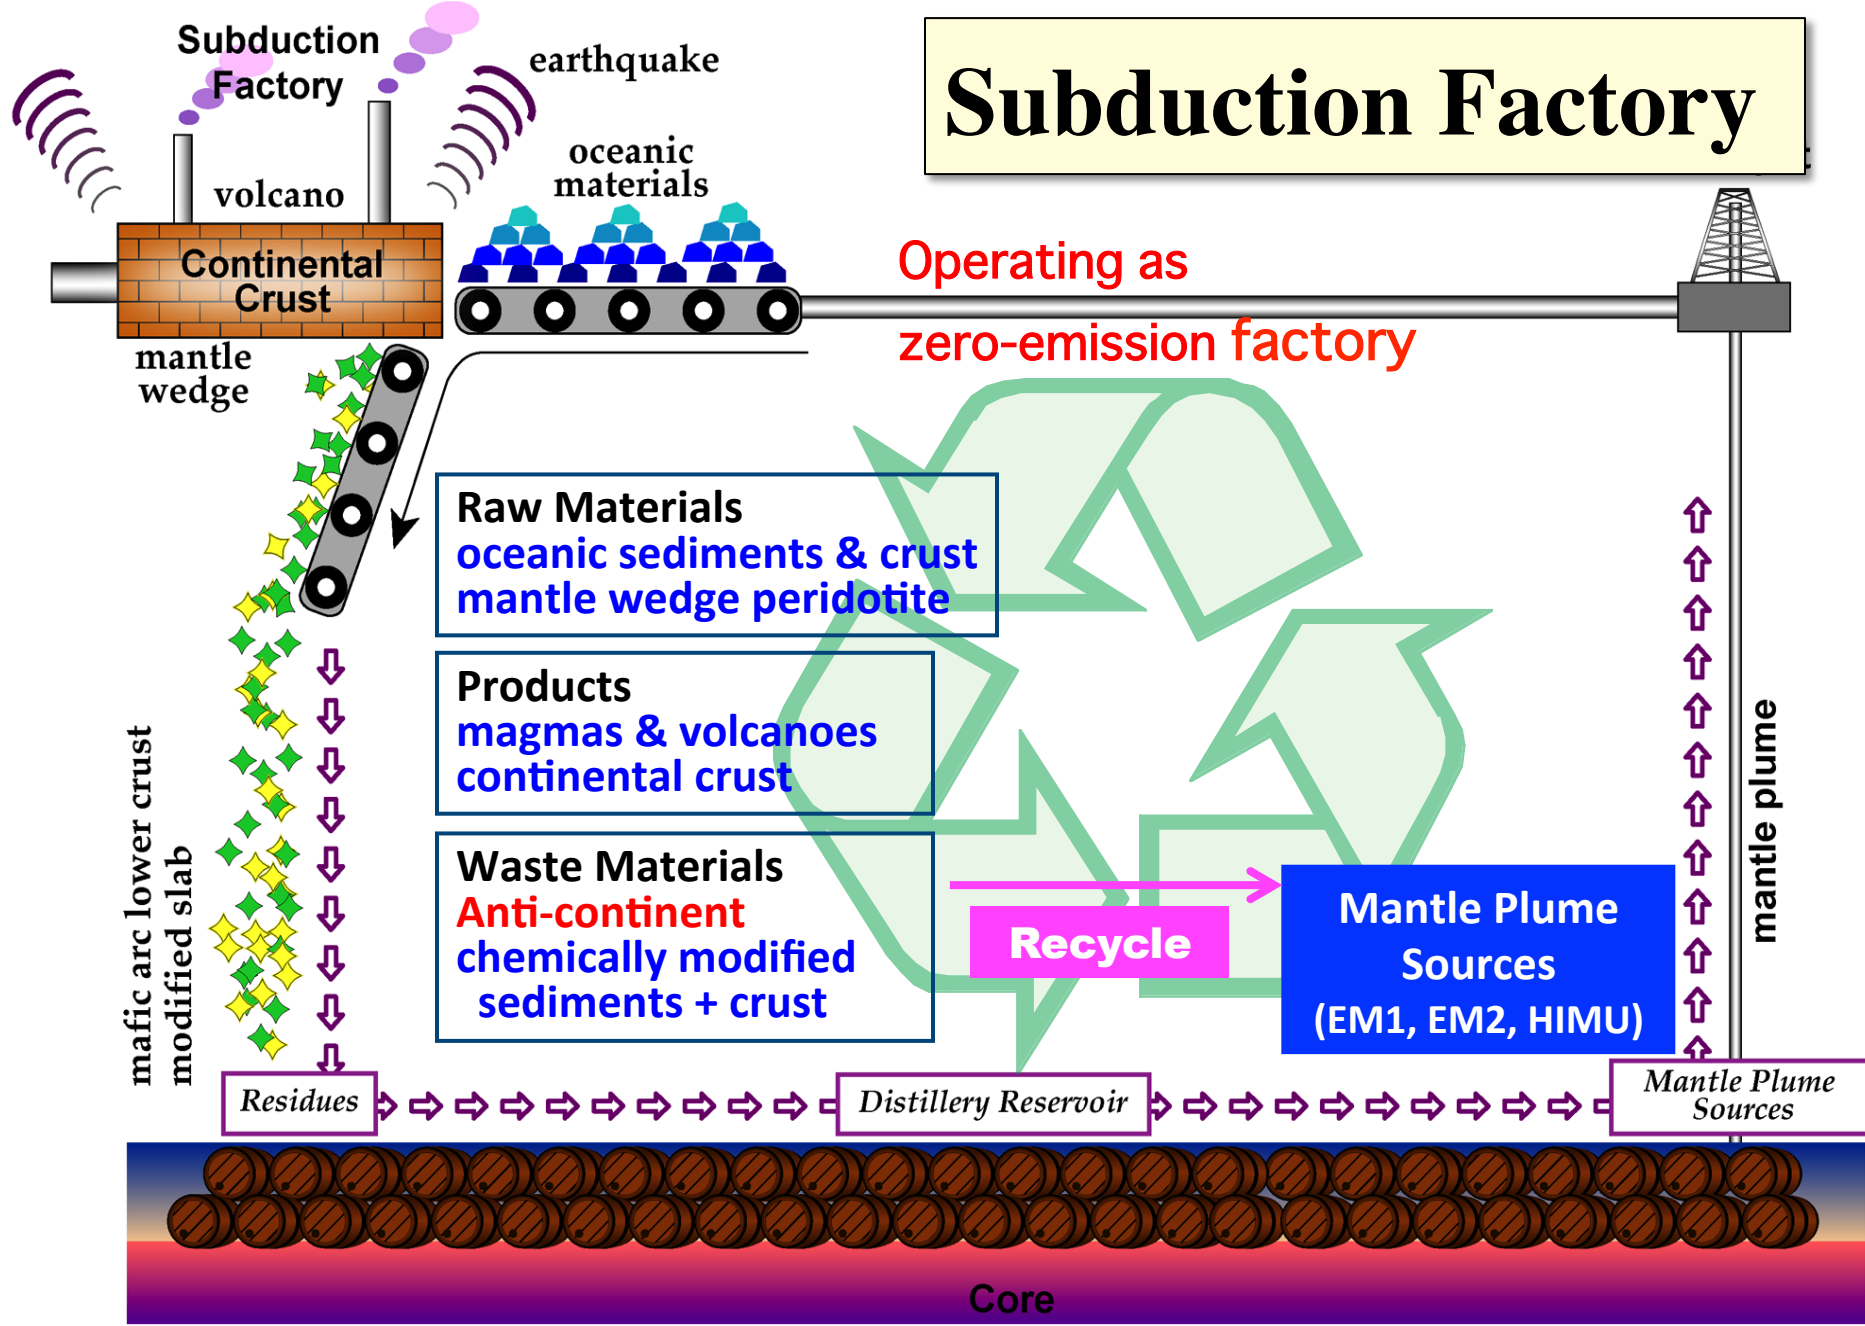 Subduction
Factory
earthquake
Subduction Factory
oceanic
materials
volcano
Continental
Crust
Operating as
zero-emission factory
mantle
wedge
Raw Materials
oceanic sediments & crust
mantle wedge peridotite
Products
magmas & volcanoes
continental crust
Waste Materials
Anti-continent
chemically modified
sediments + crust
Recycle
Mantle Plume
Sources
(EM1, EM2, HIMU)
mafic arc lower crust
modified slab
mantle plume
Residues
Distillery Reservoir
Mantle Plume
Sources
Core